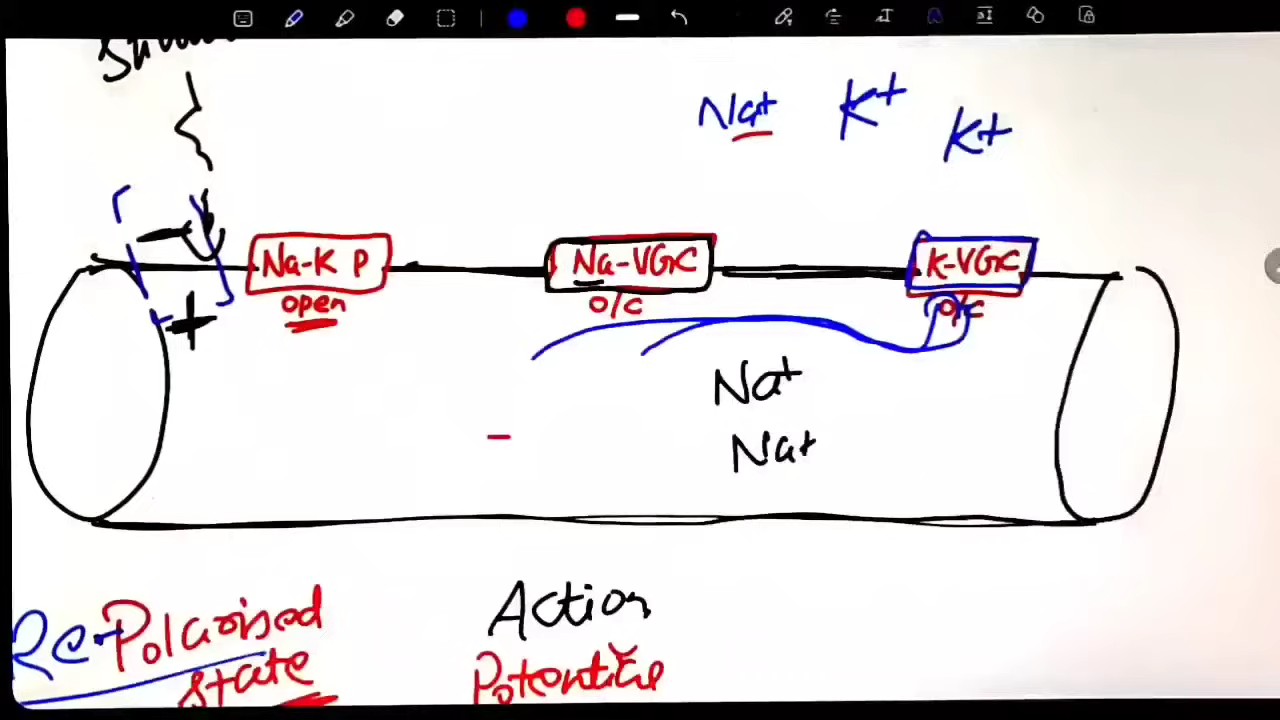 Na+ K+ K+
Na-K P
open
Na-VGC
O/C
K-VGC
O/C
Na+
Na+
Re-Polarised
state
Action
Potential